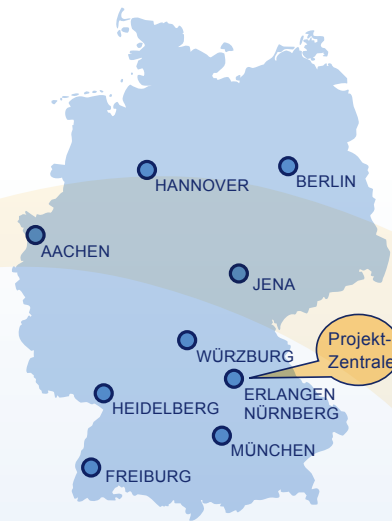 HANNOVER
BERLIN
AACHEN
JENA
WÜRZBURG
Projekt-
Zentrale
ERLANGEN
NÜRNBERG
HEIDELBERG
MÜNCHEN
FREIBURG